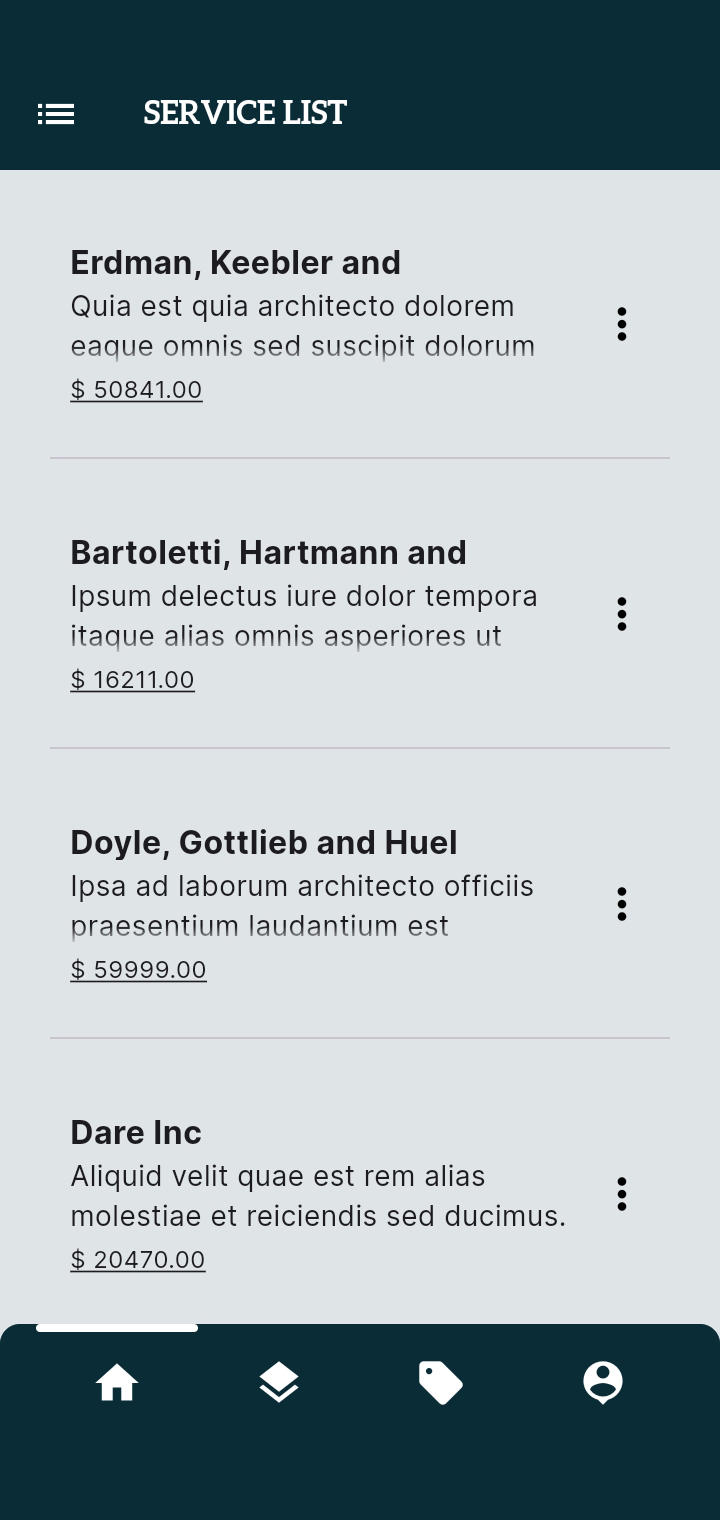 SERVICE LIST
Erdman, Keebler and
Quia est quia architecto dolorem
eaque omnis sed suscipit dolorum
$ 50841.00
Bartoletti, Hartmann and
Ipsum delectus iure dolor tempora
itaque alias omnis asperiores ut
$ 16211.00
Doyle, Gottlieb and Huel
Ipsa ad laborum architecto officiis
praesentium laudantium est
$ 59999.00
Dare Inc
Aliquid velit quae est rem alias
molestiae et reiciendis sed ducimus.
$ 20470.00